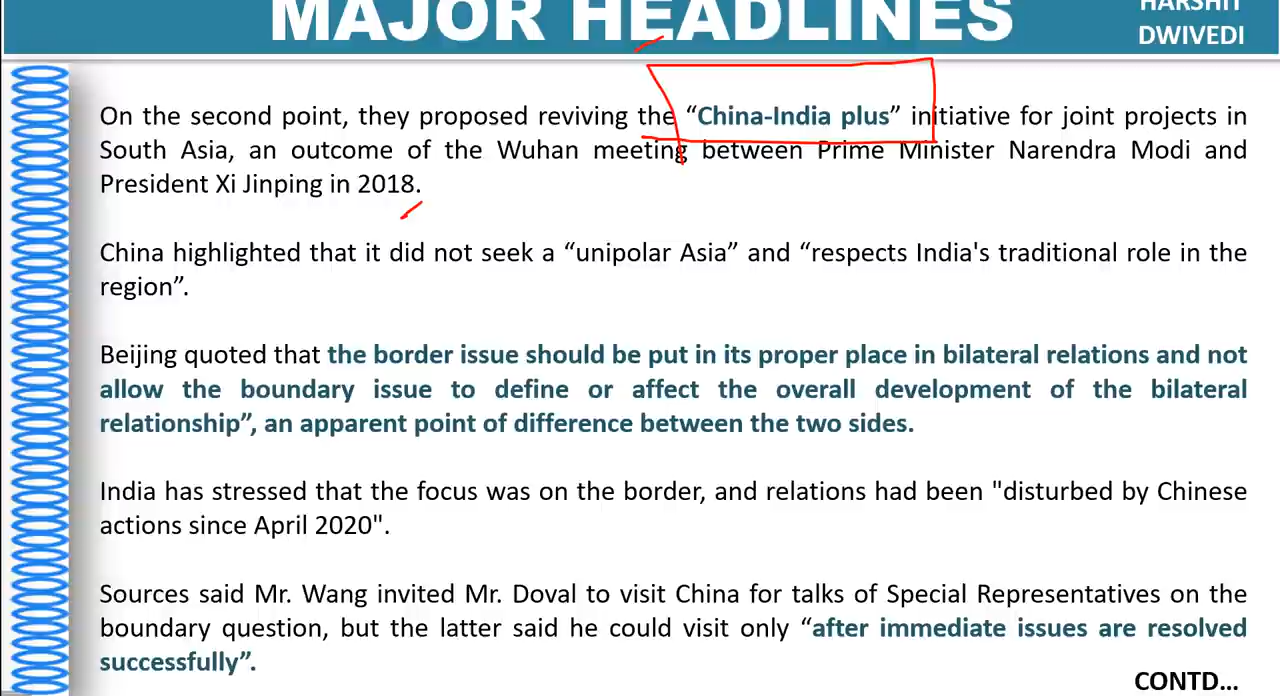 MAJOR HEADLINES
HARSHIT
DWIVEDI
On the second point, they proposed reviving the “China-India plus” initiative for joint projects in
South Asia, an outcome of the Wuhan meeting between Prime Minister Narendra Modi and
President Xi Jinping in 2018.
China highlighted that it did not seek a “unipolar Asia” and “respects India's traditional role in the
region”.
Beijing quoted that the border issue should be put in its proper place in bilateral relations and not
allow the boundary issue to define or affect the overall development of the bilateral
relationship”, an apparent point of difference between the two sides.
India has stressed that the focus was on the border, and relations had been "disturbed by Chinese
actions since April 2020".
Sources said Mr. Wang invited Mr. Doval to visit China for talks of Special Representatives on the
boundary question, but the latter said he could visit only “after immediate issues are resolved
successfully”.
CONTD…